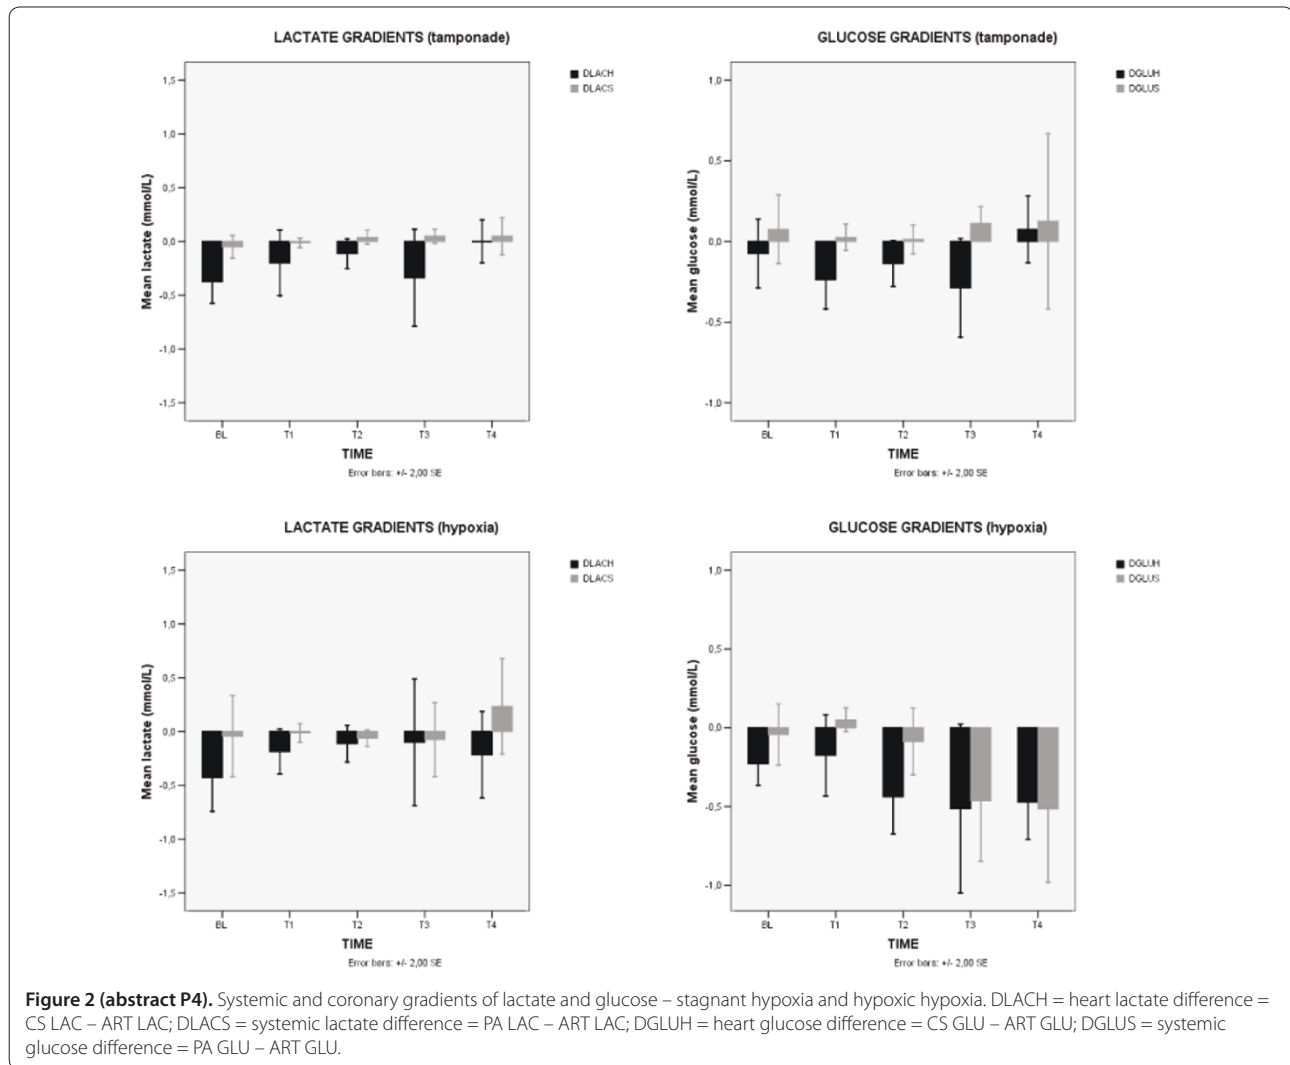 LACTATE GRADIENTS (tamponade)
DLACH
DLACS
Mean lactate (mmol/L)
1,5
1,0
0,5
0,0
-0,5
-1,0
-1,5
BL T1 T2 T3 T4
TIME
Error bars: +/- 2,00 SE
GLUCOSE GRADIENTS (tamponade)
DGLUH
DGLUS
Mean glucose (mmol/L)
1,0
0,5
0,0
-0,5
-1,0
BL T1 T2 T3 T4
TIME
Error bars: +/- 2,00 SE
LACTATE GRADIENTS (hypoxia)
DLACH
DLACS
Mean lactate (mmol/L)
1,5
1,0
0,5
0,0
-0,5
-1,0
-1,5
BL T1 T2 T3 T4
TIME
Error bars: +/- 2,00 SE
GLUCOSE GRADIENTS (hypoxia)
DGLUH
DGLUS
Mean glucose (mmol/L)
1,0
0,5
0,0
-0,5
-1,0
BL T1 T2 T3 T4
TIME
Error bars: +/- 2,00 SE
Figure 2 (abstract P4). Systemic and coronary gradients of lactate and glucose – stagnant hypoxia and hypoxic hypoxia. DLACH = heart lactate difference =
CS LAC – ART LAC; DLACS = systemic lactate difference = PA LAC – ART LAC; DGLUH = heart glucose difference = CS GLU – ART GLU; DGLUS = systemic
glucose difference = PA GLU – ART GLU.